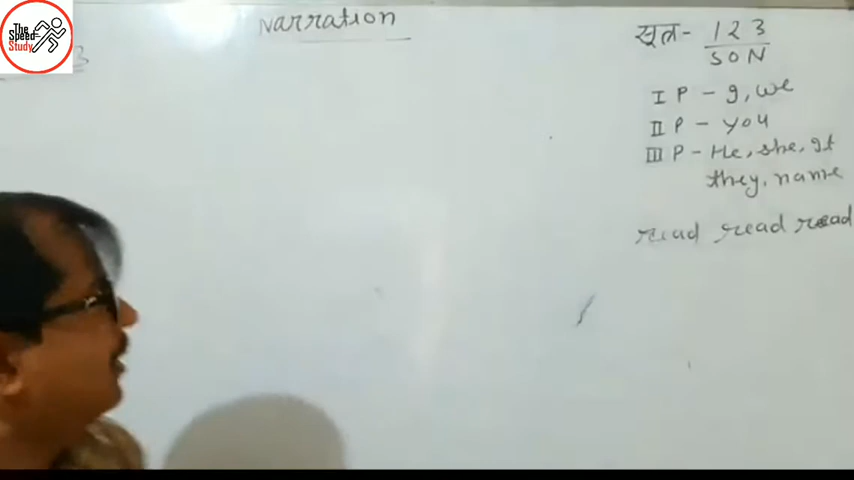 The
Speed
Study
Narration
सूत्र- 1 2 3
S O N
I P - I, we
II P - you
III P - He, she, It
they, name
read read read